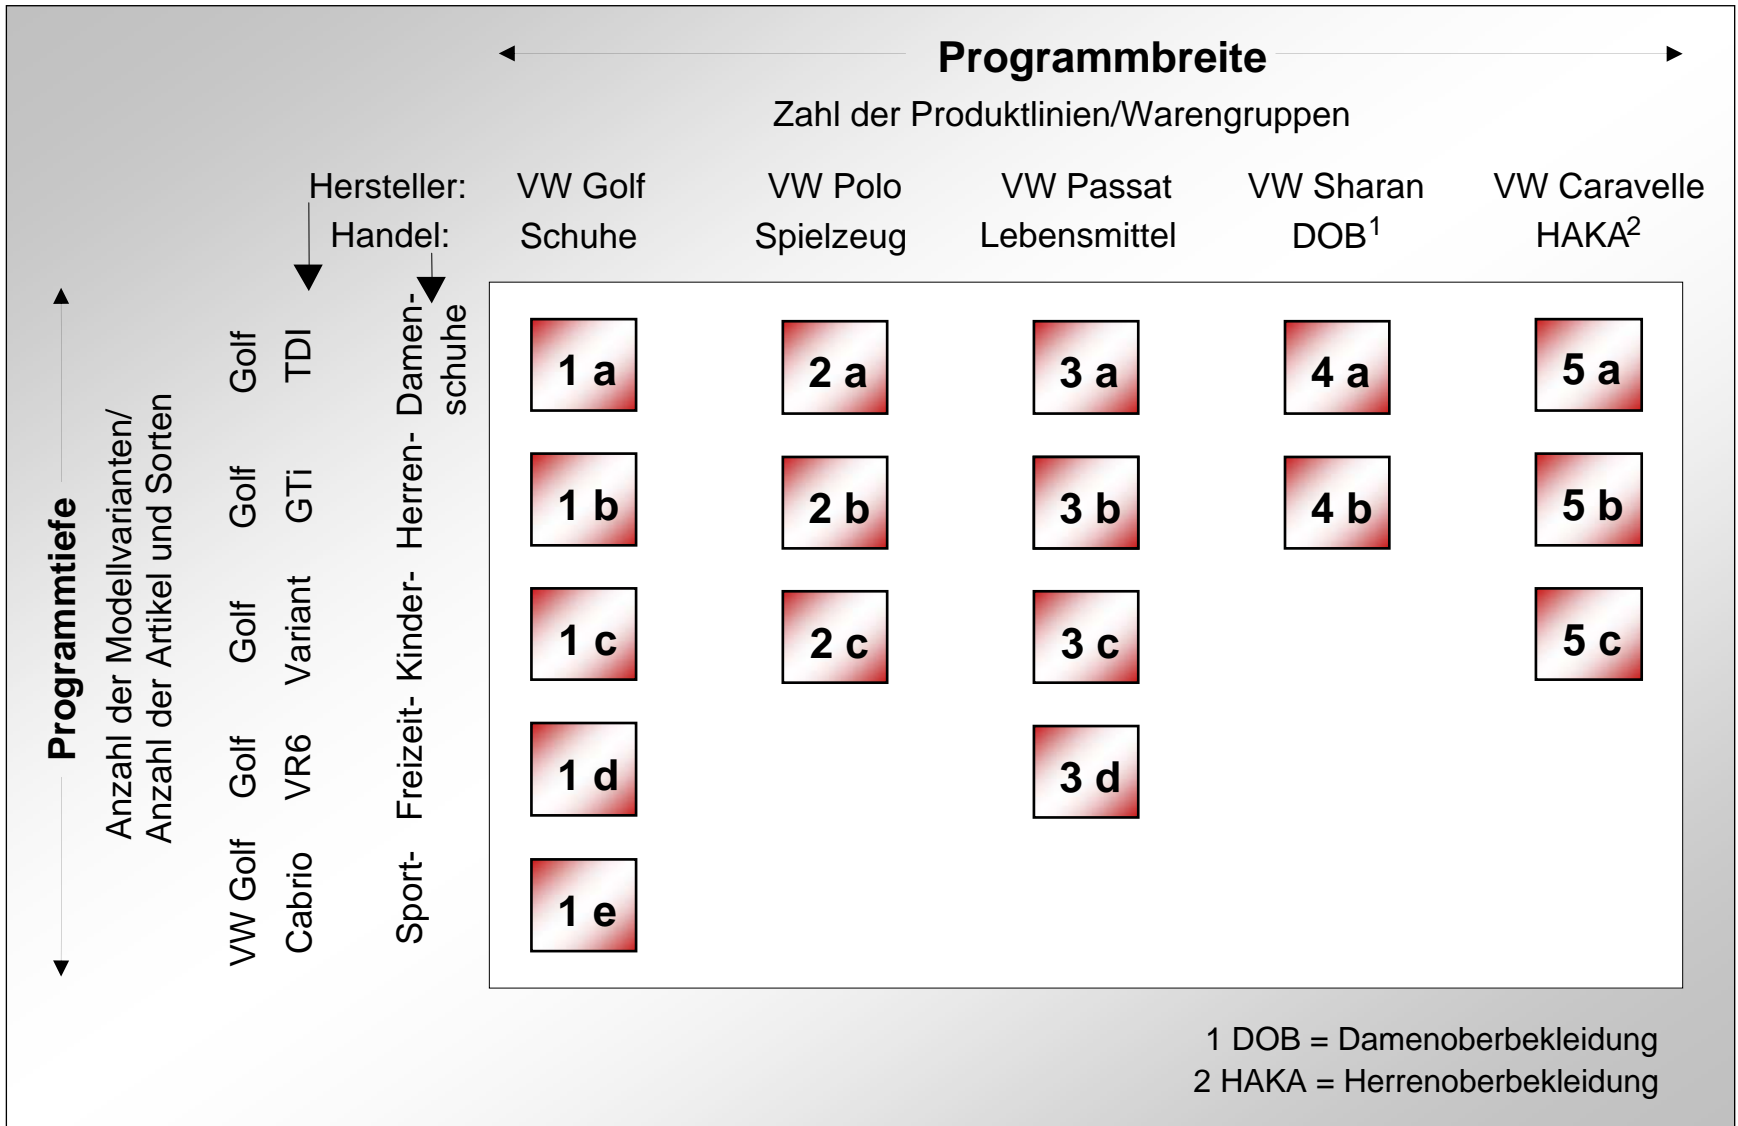 Programmbreite
Zahl der Produktlinien/Warengruppen
Hersteller: VW Golf VW Polo VW Passat VW Sharan VW Caravelle
Handel: Schuhe Spielzeug Lebensmittel DOB1 HAKA2
Programmtiefe
Anzahl der Modellvarianten/
Anzahl der Artikel und Sorten
Golf
TDI
Damen-
schuhe
1 a 2 a 3 a 4 a 5 a
Golf
GTi
Herren-
1 b 2 b 3 b 4 b 5 b
Golf
Variant
Kinder-
1 c 2 c 3 c 5 c
Golf
VR6
Freizeit-
1 d 3 d
VW Golf
Cabrio
Sport-
1 e
1 DOB = Damenoberbekleidung
2 HAKA = Herrenoberbekleidung